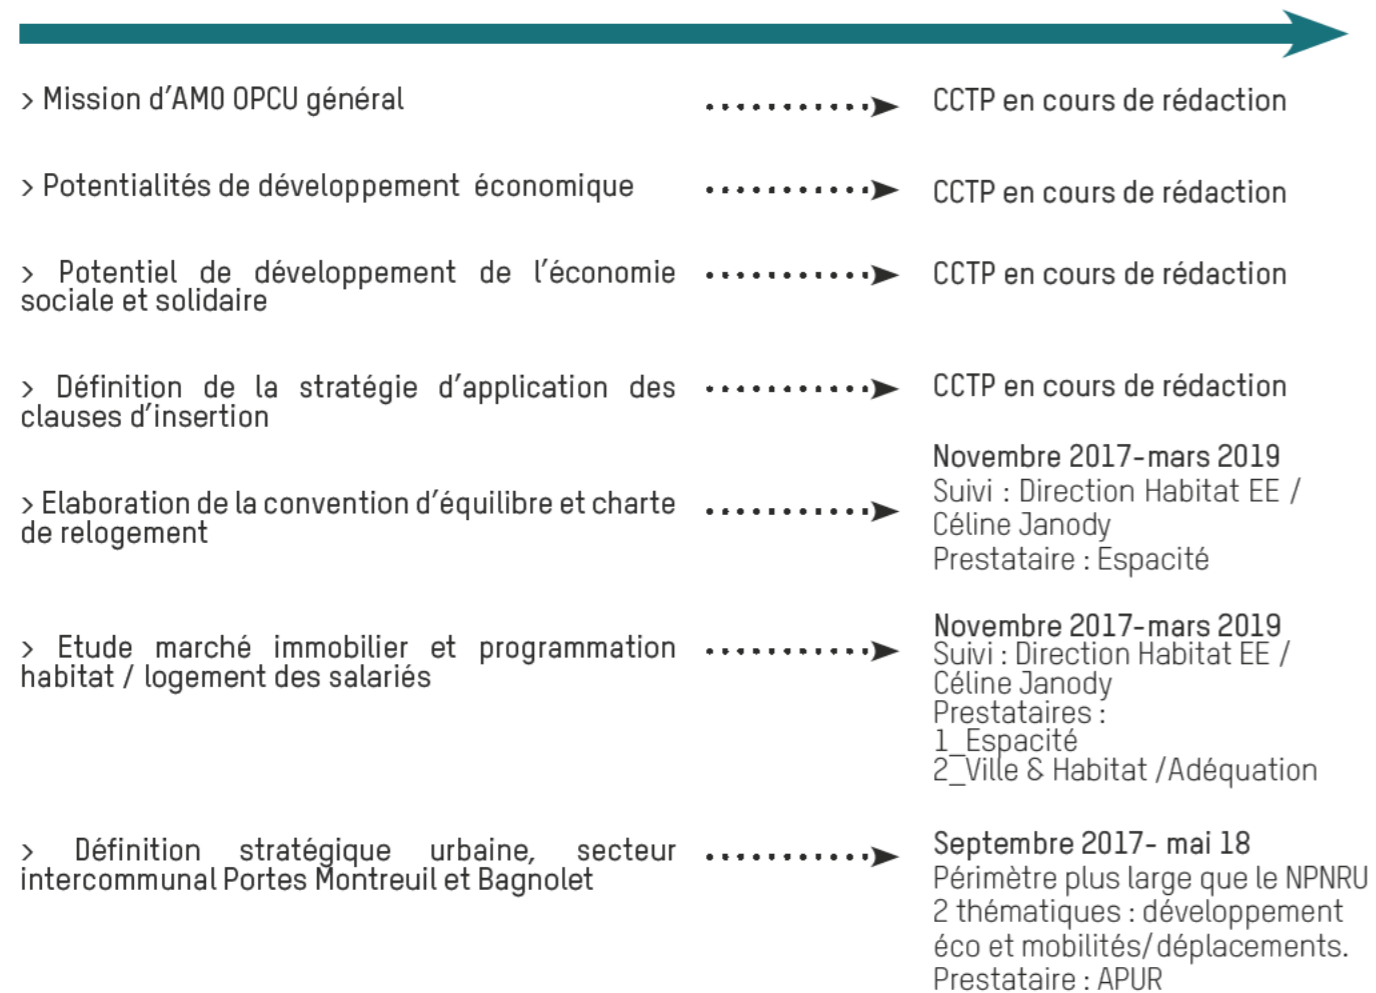 > Mission d'AMO OPCU général
CCTP en cours de rédaction
> Potentialités de développement économique
CCTP en cours de rédaction
> Potentiel de développement de l'économie
sociale et solidaire
CCTP en cours de rédaction
> Définition de la stratégie d'application des
clauses d'insertion
CCTP en cours de rédaction
> Elaboration de la convention d'équilibre et charte
de relogement
Novembre 2017-mars 2019
Suivi : Direction Habitat EE /
Céline Janody
Prestataire : Espacité
> Etude marché immobilier et programmation
habitat / logement des salariés
Novembre 2017-mars 2019
Suivi : Direction Habitat EE /
Céline Janody
Prestataires :
1_Espacité
2_Ville & Habitat /Adéquation
> Définition stratégique urbaine, secteur
intercommunal Portes Montreuil et Bagnolet
Septembre 2017- mai 18
Périmètre plus large que le NPNRU
2 thématiques : développement
éco et mobilités/déplacements.
Prestataire : APUR